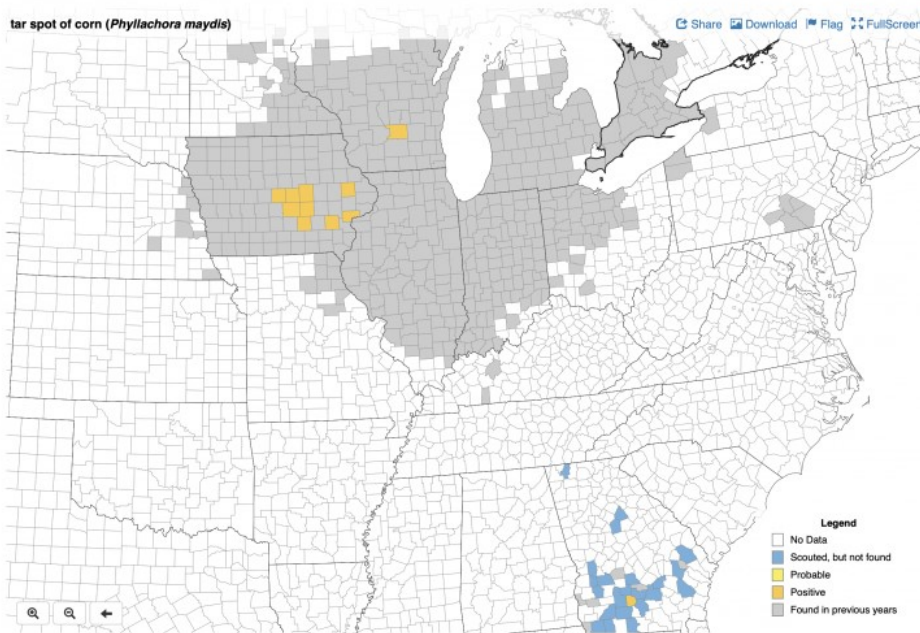 tar spot of corn (Phyllachora maydis)
Share Download Flag FullScreen
Legend
No Data
Scouted, but not found
Probable
Positive
Found in previous years